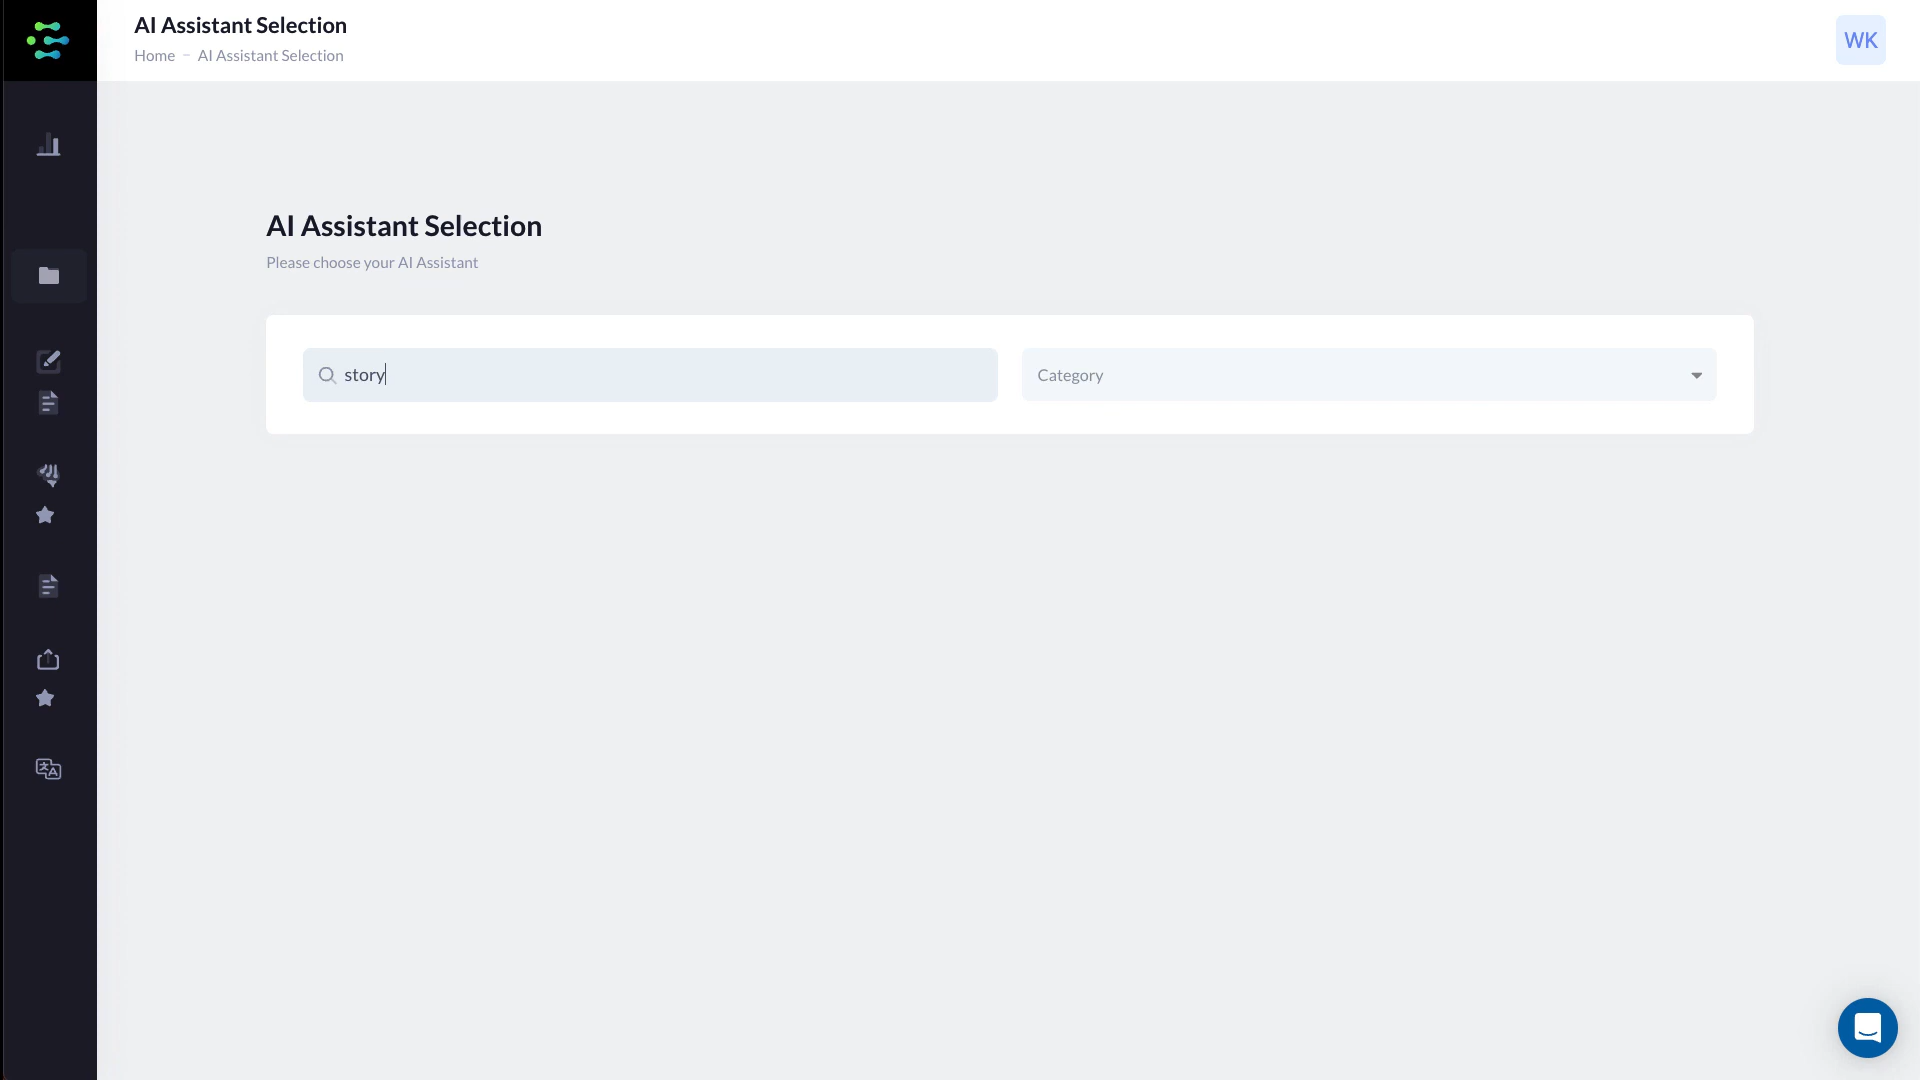 AI Assistant Selection
Home – AI Assistant Selection
WK
AI Assistant Selection
Please choose your AI Assistant
story
Category